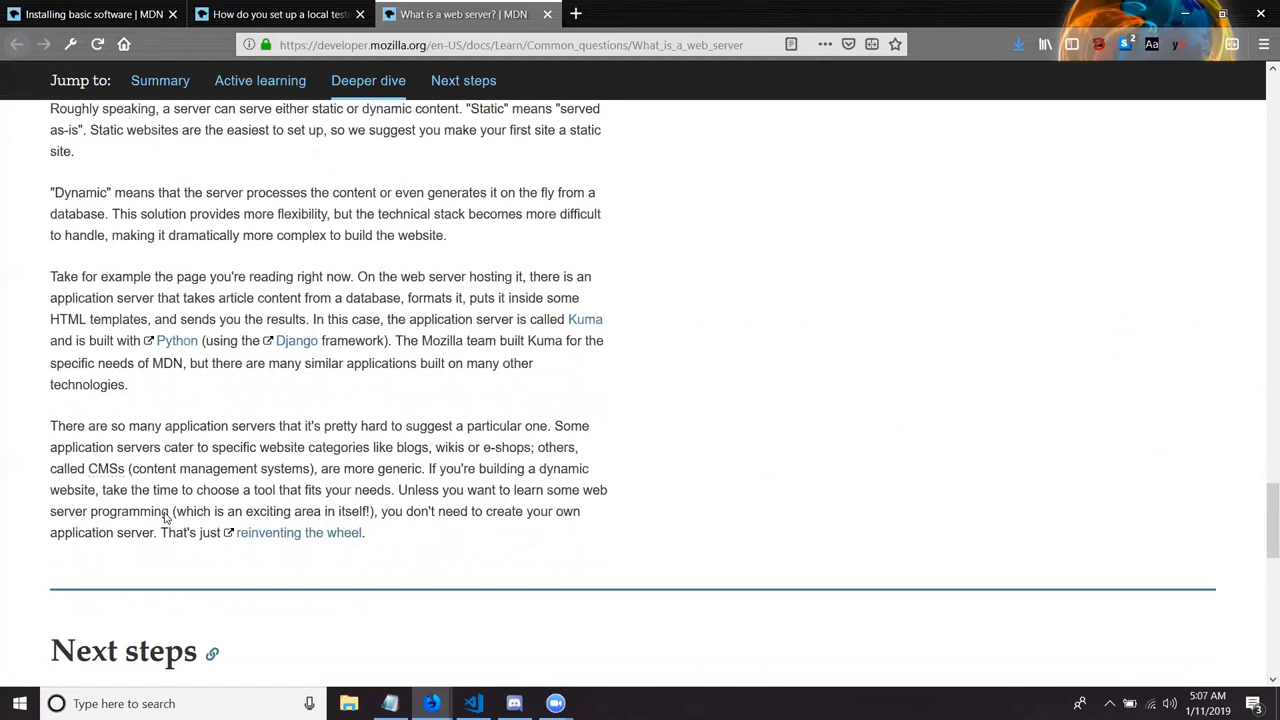 Installing basic software | MDN
How do you set up a local test
What is a web server? | MDN
https://developer.mozilla.org/en-US/docs/Learn/Common_questions/What_is_a_web_server
Jump to: Summary Active learning Deeper dive Next steps
Roughly speaking, a server can serve either static or dynamic content. "Static" means "served
as-is". Static websites are the easiest to set up, so we suggest you make your first site a static
site.
"Dynamic" means that the server processes the content or even generates it on the fly from a
database. This solution provides more flexibility, but the technical stack becomes more difficult
to handle, making it dramatically more complex to build the website.
Take for example the page you're reading right now. On the web server hosting it, there is an
application server that takes article content from a database, formats it, puts it inside some
HTML templates, and sends you the results. In this case, the application server is called Kuma
and is built with Python (using the Django framework). The Mozilla team built Kuma for the
specific needs of MDN, but there are many similar applications built on many other
technologies.
There are so many application servers that it's pretty hard to suggest a particular one. Some
application servers cater to specific website categories like blogs, wikis or e-shops; others,
called CMSs (content management systems), are more generic. If you're building a dynamic
website, take the time to choose a tool that fits your needs. Unless you want to learn some web
server programming (which is an exciting area in itself!), you don't need to create your own
application server. That's just reinventing the wheel.
Next steps
Type here to search
5:07 AM
1/11/2019